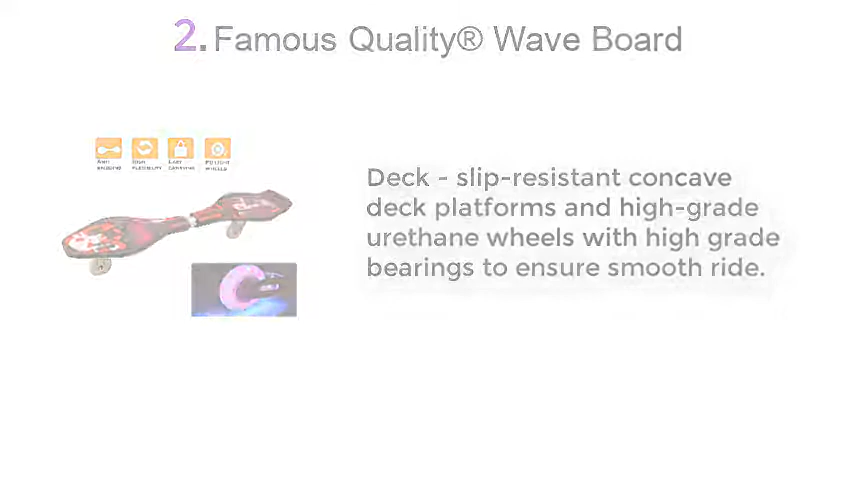 2. Famous Quality® Wave Board
Deck - slip-resistant concave
deck platforms and high-grade
urethane wheels with high grade
bearings to ensure smooth ride.